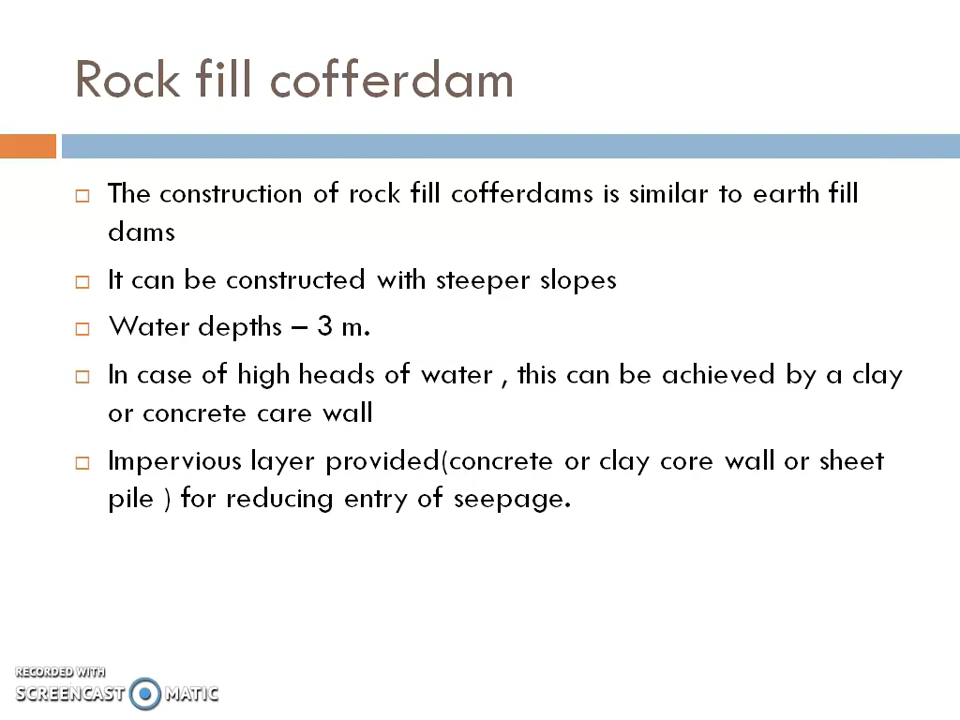 Rock fill cofferdam
The construction of rock fill cofferdams is similar to earth fill
dams
It can be constructed with steeper slopes
Water depths – 3 m.
In case of high heads of water , this can be achieved by a clay
or concrete care wall
Impervious layer provided(concrete or clay core wall or sheet
pile ) for reducing entry of seepage.
RECORDED WITH
SCREENCAST MATIC